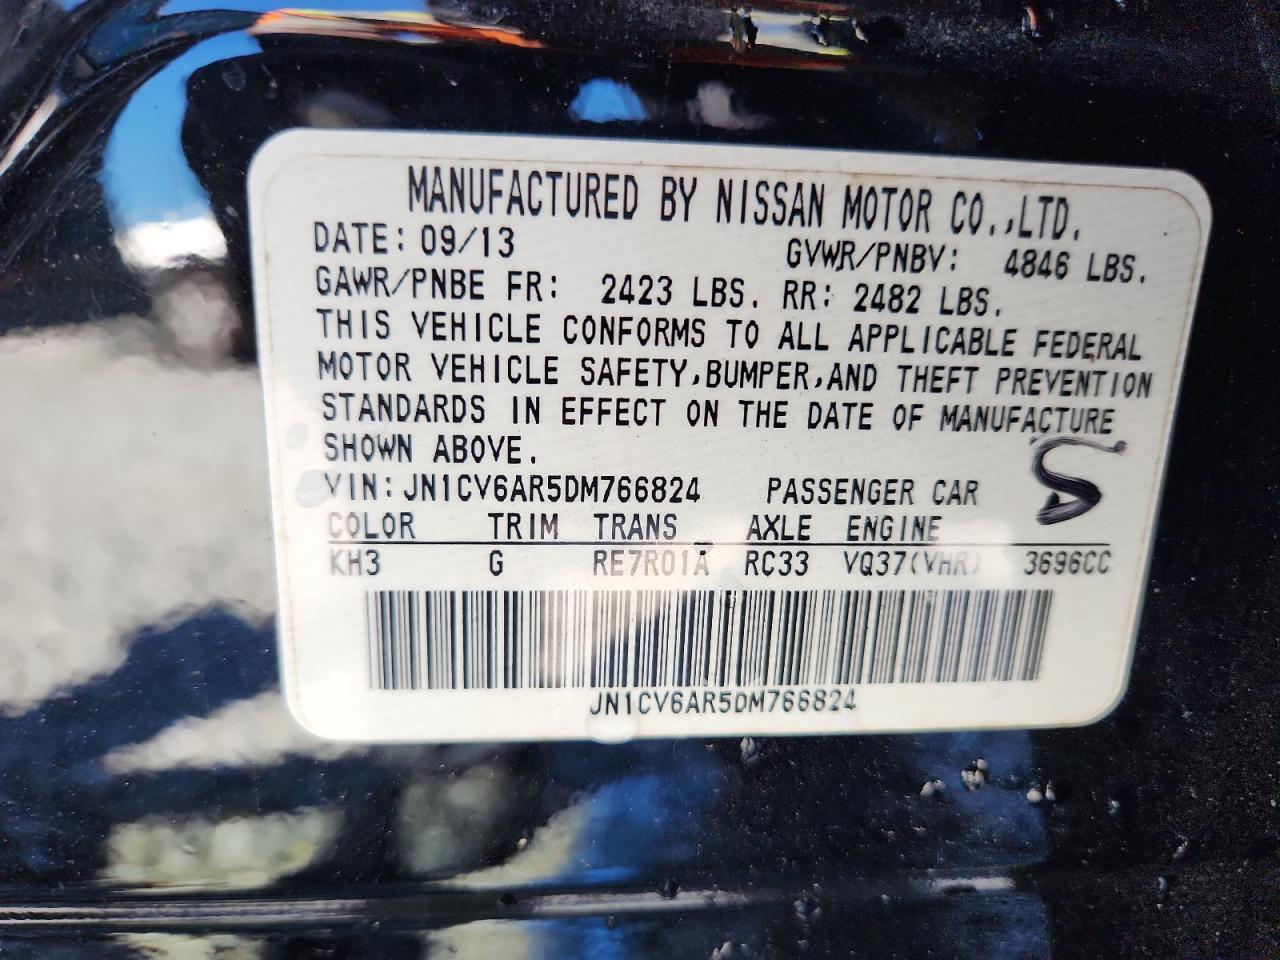 MANUFACTURED BY NISSAN MOTOR CO.,LTD.
DATE: 09/13 GVWR/PNBV: 4846 LBS.
GAWR/PNBE FR: 2423 LBS. RR: 2482 LBS.
THIS VEHICLE CONFORMS TO ALL APPLICABLE FEDERAL
MOTOR VEHICLE SAFETY,BUMPER,AND THEFT PREVENTION
STANDARDS IN EFFECT ON THE DATE OF MANUFACTURE
SHOWN ABOVE.
S
VIN: JN1CV6AR5DM766824 PASSENGER CAR
COLOR TRIM TRANS AXLE ENGINE
KH3 G RE7R01A RC33 VQ37(VHR) 3696CC
JN1CV6AR5DM766824